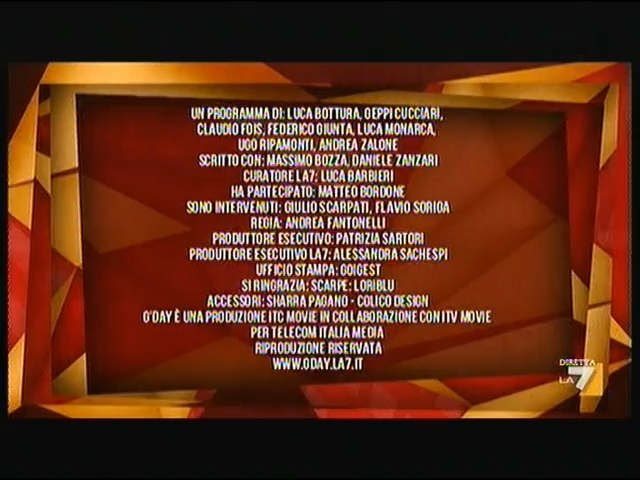 UN PROGRAMMA DI: LUCA BOTTURA, GEPPI CUCCIARI,
CLAUDIO FOIS, FEDERICO GIUNTA, LUCA MONARCA,
UGO RIPAMONTI, ANDREA ZALONE
SCRITTO CON: MASSIMO BOZZA, DANIELE ZANZARI
CURATORE LA7: LUCA BARBIERI
HA PARTECIPATO: MATTEO BORDONE
SONO INTERVENUTI: GIULIO SCARPATI, FLAVIO SORIGA
REGIA: ANDREA FANTONELLI
PRODUTTORE ESECUTIVO: PATRIZIA SARTORI
PRODUTTORE ESECUTIVO LA7: ALESSANDRA SACHESPI
UFFICIO STAMPA: GOIGEST
SI RINGRAZIA: SCARPE: LORIBLU
ACCESSORI: SHARRA PAGANO - COLICO DESIGN
G'DAY È UNA PRODUZIONE ITC MOVIE IN COLLABORAZIONE CON ITV MOVIE
PER TELECOM ITALIA MEDIA
RIPRODUZIONE RISERVATA
WWW.GDAY.LA7.IT
DIRETTA
LA7